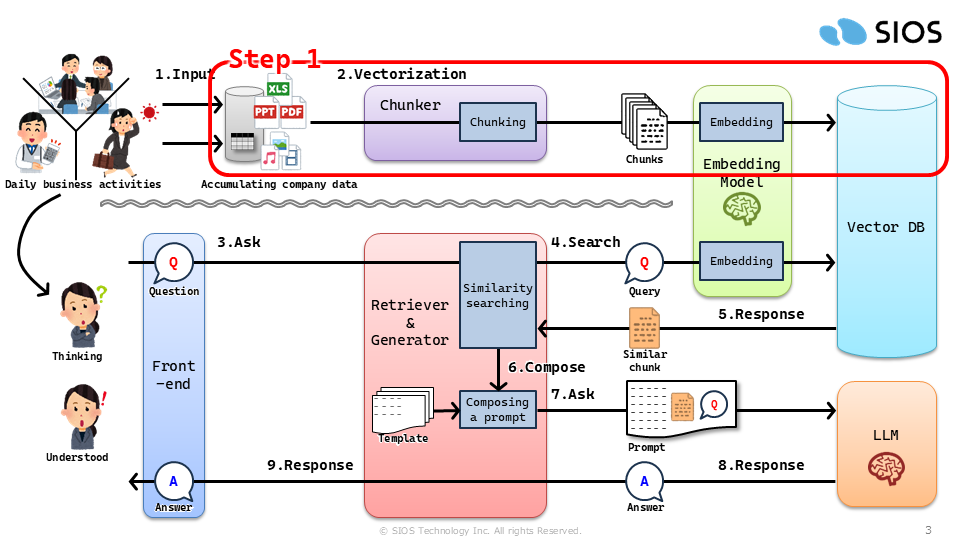 SIOS
Step 1
1.Input
2.Vectorization
XLS
PPT
PDF
Chunker
Chunking
Chunks
Embedding
Embedding
Model
Daily business activities
Accumulating company data
Vector DB
3.Ask
4.Search
Q
Question
Similarity
searching
Q
Query
Embedding
Retriever
&
Generator
5.Response
Thinking
Similar
chunk
Front
-end
6.Compose
7.Ask
Template
Composing
a prompt
Q
Prompt
LLM
Understood
9.Response
8.Response
A
Answer
A
Answer
© SIOS Technology Inc. All rights Reserved.
3